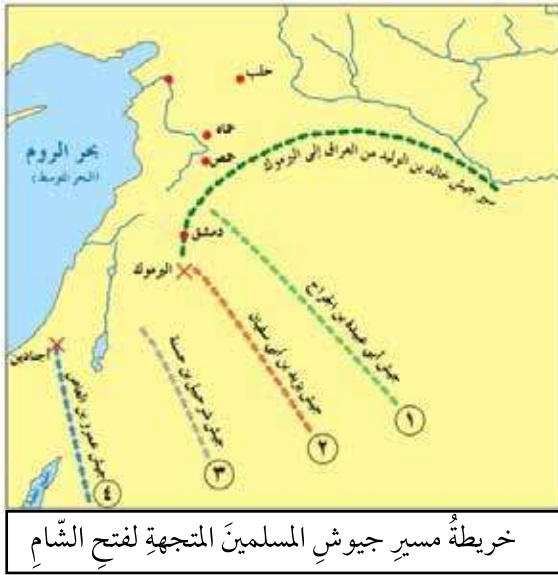 حلب
حماه
حمص
بحر الروم
(البحر المتوسط)
سير جيش خالد بن الوليد من العراق إلى اليرموك
دمشق
اليرموك
أجنادين
جيش أبي عبيدة بن الجراح
جيش يزيد بن أبي سفيان
جيش شرحبيل بن حسنة
جيش عمرو بن العاص
١
٢
٣
٤
خريطةُ مسيرِ جيوشِ المسلمينَ المتجهةِ لفتحِ الشّامِ